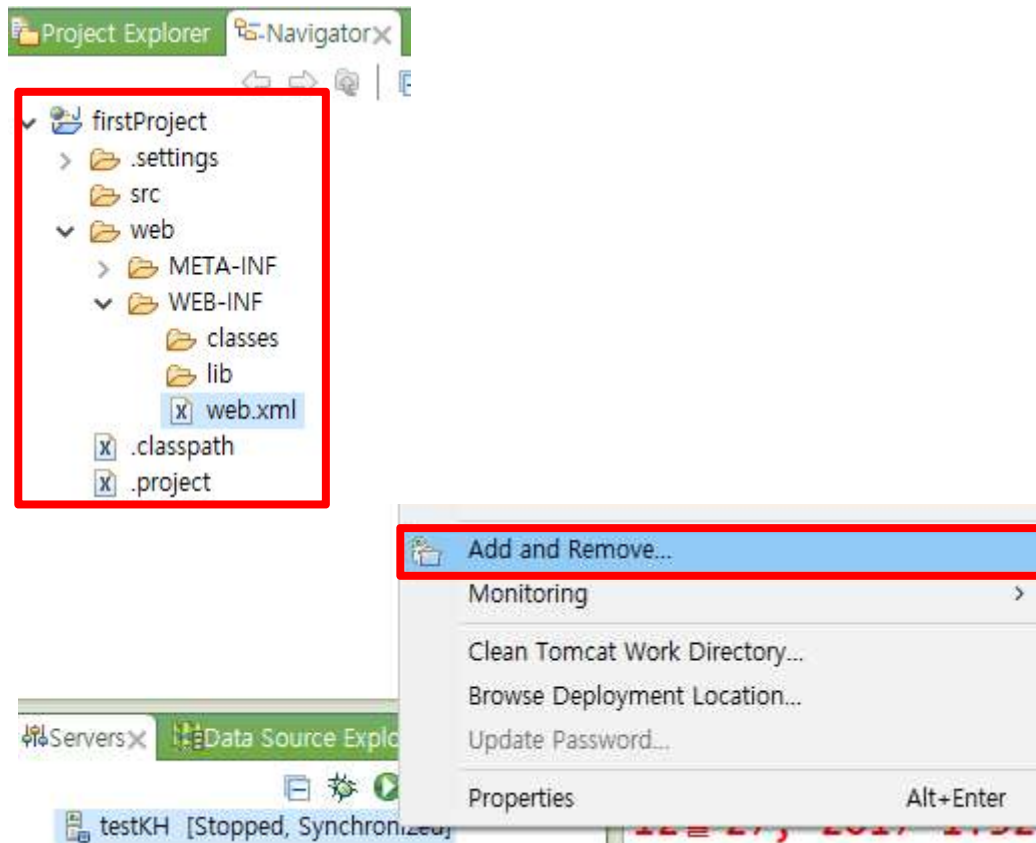 Project Explorer Navigator
firstProject
.settings
src
web
META-INF
WEB-INF
classes
lib
web.xml
.classpath
.project
Add and Remove...
Monitoring
Clean Tomcat Work Directory...
Browse Deployment Location...
Servers Data Source Explo
Update Password...
Properties Alt+Enter
testKH [Stopped, Synchronized]